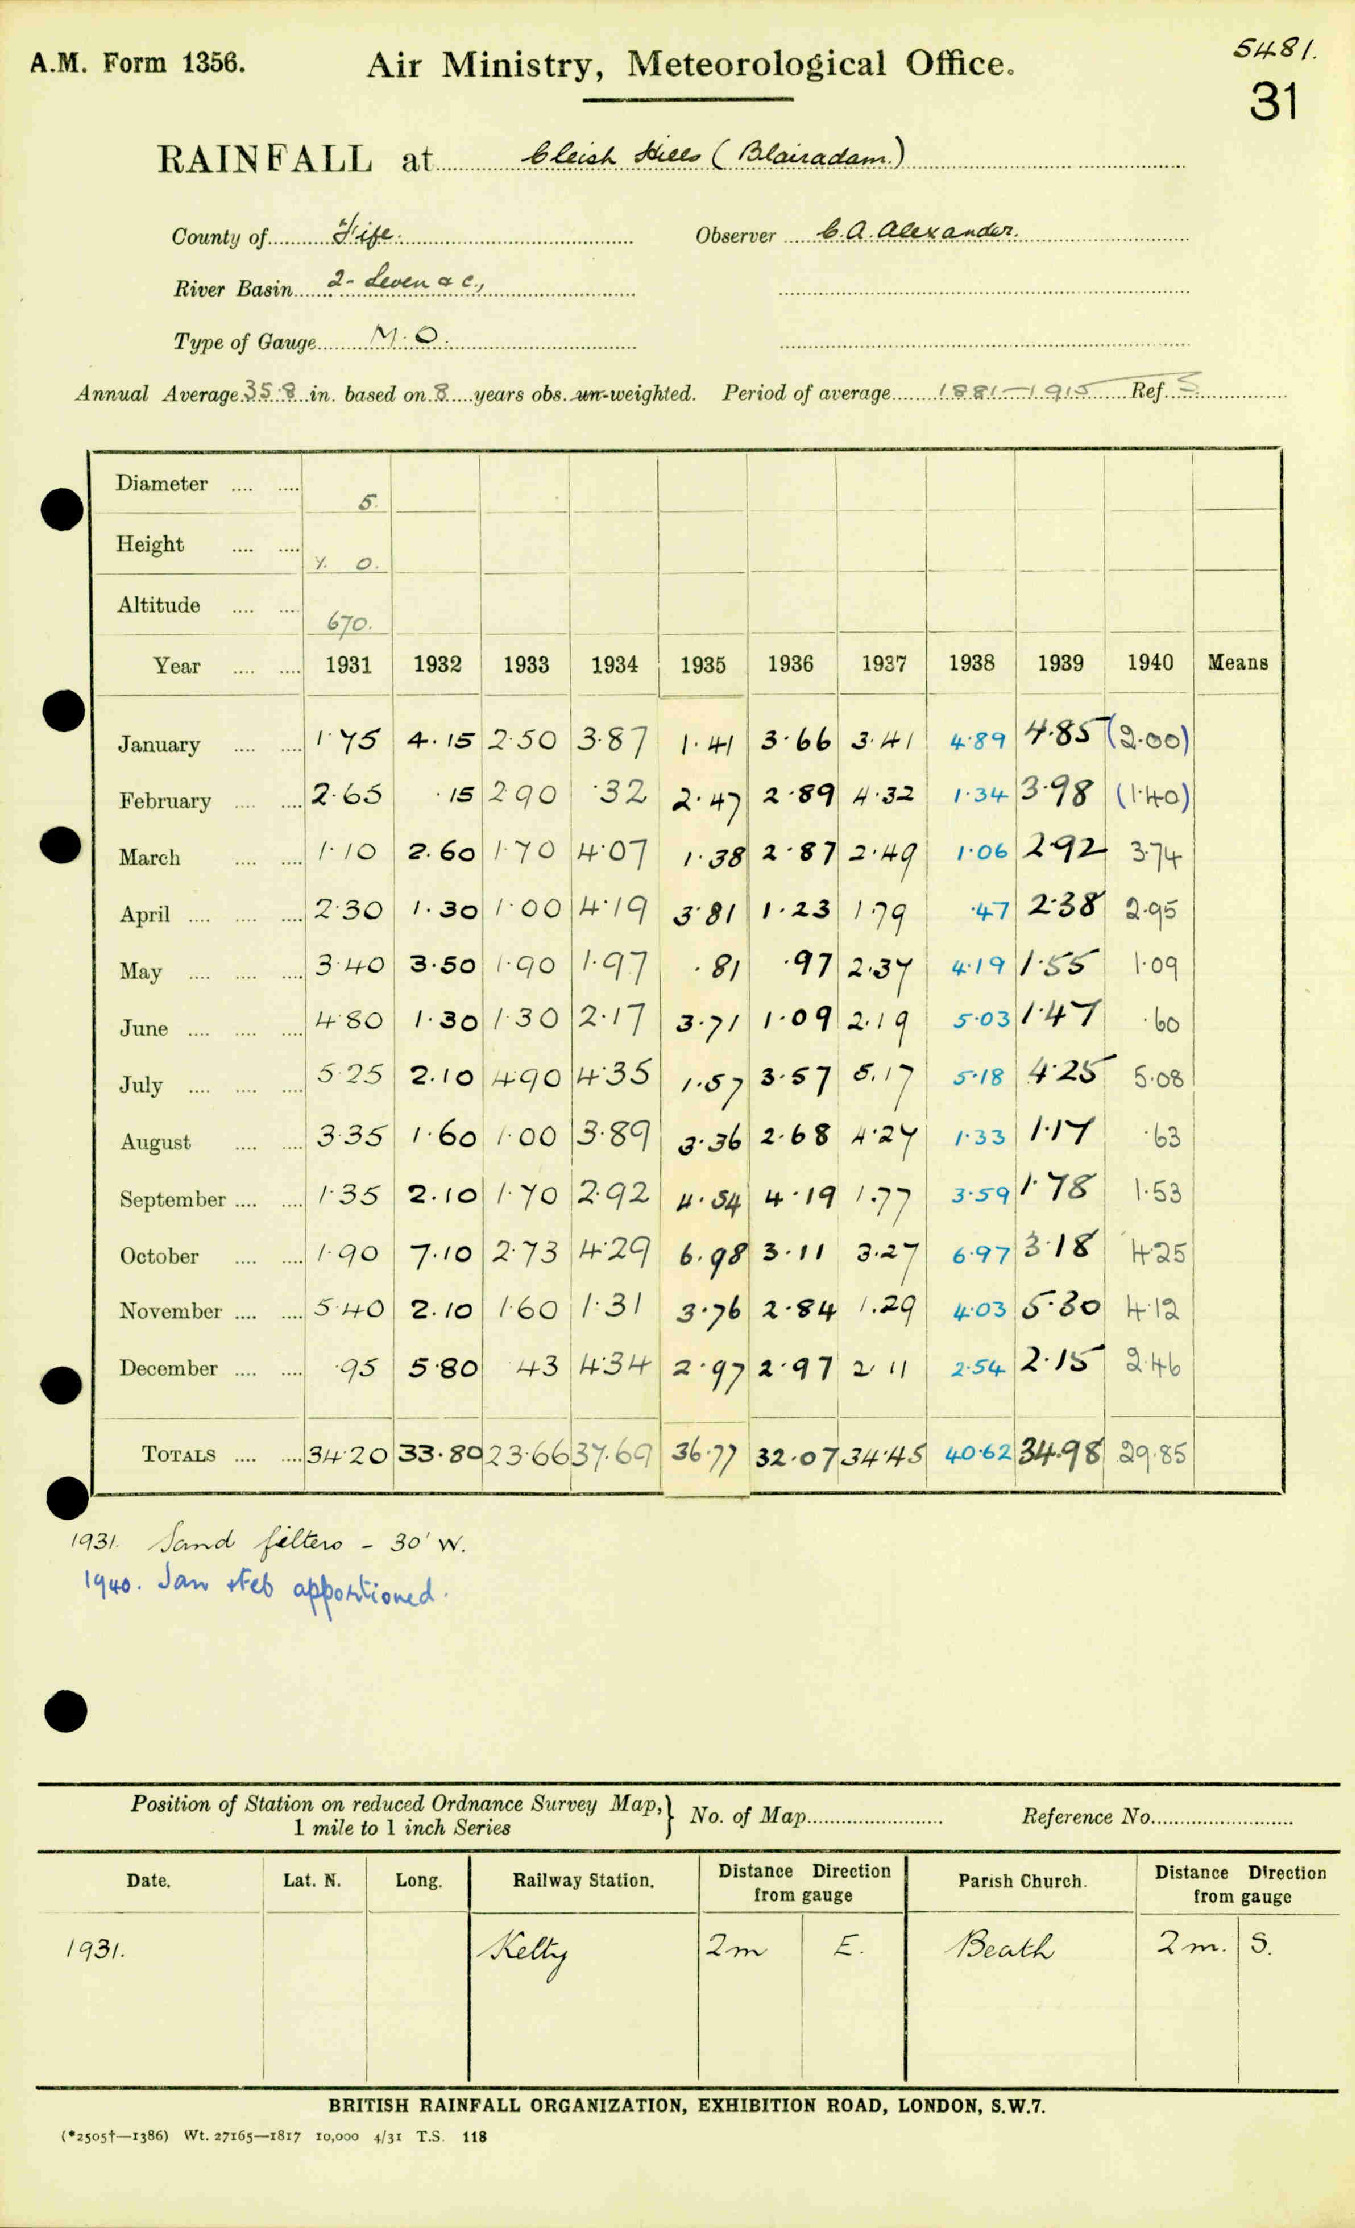 5481.
A.M. Form 1356. Air Ministry, Meteorological Office.
31
RAINFALL at Cleish Hills (Blairadam.)
County of Fife. Observer C.A. Alexander.
River Basin 2- Leven & c.,
Type of Gauge M.O.
Annual Average 35.8 in. based on 8 years obs. un-weighted. Period of average 1881-1915 Ref. S.
Diameter .... .... 5.
Height .... .... 0.
Altitude .... .... 670.
Year .... .... 1931 1932 1933 1934 1935 1936 1937 1938 1939 1940 Means
January .... .... 1.75 4.15 2.50 3.87 1.41 3.66 3.41 4.89 4.85 (2.00)
February .... .... 2.65 .15 2.90 .32 2.47 2.89 4.32 1.34 3.98 (1.40)
March .... .... 1.10 2.60 1.70 4.07 1.38 2.87 2.49 1.06 2.92 3.74
April .... .... .... 2.30 1.30 1.00 4.19 3.81 1.23 1.79 .47 2.38 2.95
May .... .... .... 3.40 3.50 1.90 1.97 .81 .97 2.37 4.19 1.55 1.09
June .... .... .... 4.80 1.30 1.30 2.17 3.71 1.09 2.19 5.03 1.47 .60
July .... .... .... 5.25 2.10 4.90 4.35 1.57 3.57 5.17 5.18 4.25 5.08
August .... .... 3.35 1.60 1.00 3.89 3.36 2.68 4.27 1.33 1.17 .63
September .... .... 1.35 2.10 1.70 2.92 4.54 4.19 1.77 3.59 1.78 1.53
October .... .... 1.90 7.10 2.73 4.29 6.98 3.11 3.27 6.97 3.18 4.25
November .... .... 5.40 2.10 1.60 1.31 3.76 2.84 1.29 4.03 5.30 4.12
December .... .... .95 5.80 43 4.34 2.97 2.97 2.11 2.54 2.15 2.46
TOTALS .... .... 34.20 33.80 23.66 37.69 36.77 32.07 34.45 40.62 34.98 29.85
1931. Sand filters - 30' W.
1940. Jan & Feb apportioned.
Position of Station on reduced Ordnance Survey Map,} No. of Map Reference No.
1 mile to 1 inch Series
Date. Lat. N. Long. Railway Station. Distance Direction from gauge Parish Church. Distance Direction from gauge
1931. Kelty 2m E. Beath 2m. S.
BRITISH RAINFALL ORGANIZATION, EXHIBITION ROAD, LONDON, S.W.7.
(*2505†—1386) Wt. 27165—1817 10,000 4/31 T.S. 118